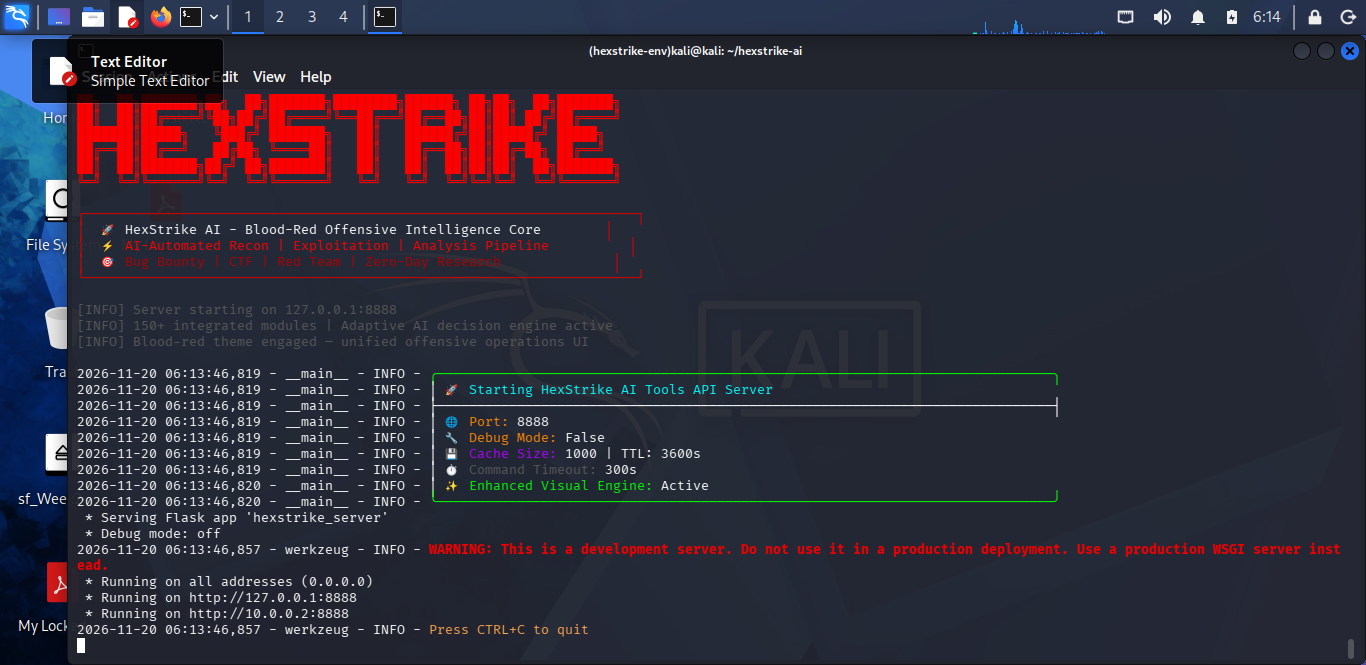 1 2 3 4 6:14
(hexstrike-env)kali@kali: ~/hexstrike-ai
Text Editor
Simple Text Editor
Edit View Help
HEXSTRIKE
🚀 HexStrike AI - Blood-Red Offensive Intelligence Core
⚡ AI-Automated Recon | Exploitation | Analysis Pipeline
🎯 Bug Bounty | CTF | Red Team | Zero-Day Research
[INFO] Server starting on 127.0.0.1:8888
[INFO] 150+ integrated modules | Adaptive AI decision engine active
[INFO] Blood-red theme engaged — unified offensive operations UI
KALI
2026-11-20 06:13:46,819 - __main__ - INFO -
2026-11-20 06:13:46,819 - __main__ - INFO - 🚀 Starting HexStrike AI Tools API Server
2026-11-20 06:13:46,819 - __main__ - INFO -
2026-11-20 06:13:46,819 - __main__ - INFO - 🌐 Port: 8888
2026-11-20 06:13:46,819 - __main__ - INFO - 🔧 Debug Mode: False
2026-11-20 06:13:46,819 - __main__ - INFO - 💾 Cache Size: 1000 | TTL: 3600s
2026-11-20 06:13:46,819 - __main__ - INFO - ⏱️ Command Timeout: 300s
2026-11-20 06:13:46,820 - __main__ - INFO - ✨ Enhanced Visual Engine: Active
2026-11-20 06:13:46,820 - __main__ - INFO -
* Serving Flask app 'hexstrike_server'
* Debug mode: off
2026-11-20 06:13:46,857 - werkzeug - INFO - WARNING: This is a development server. Do not use it in a production deployment. Use a production WSGI server inst
ead.
* Running on all addresses (0.0.0.0)
* Running on http://127.0.0.1:8888
* Running on http://10.0.0.2:8888
2026-11-20 06:13:46,857 - werkzeug - INFO - Press CTRL+C to quit
Hom
File Sy
Tra
sf_Wee
My Lock